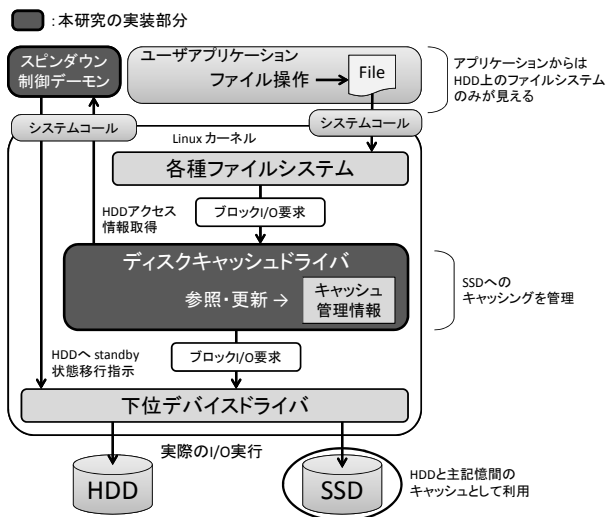 ：本研究の実装部分
スピンダウン
制御デーモン
ユーザアプリケーション
ファイル操作
File
アプリケーションからは
HDD上のファイルシステム
のみが見える
システムコール
システムコール
Linux カーネル
各種ファイルシステム
HDDアクセス
情報取得
ブロックI/O要求
ディスクキャッシュドライバ
参照・更新→
キャッシュ
管理情報
SSDへの
キャッシングを管理
HDDへ standby
状態移行指示
ブロックI/O要求
下位デバイスドライバ
実際のI/O実行
HDD
SSD
HDDと主記憶間の
キャッシュとして利用